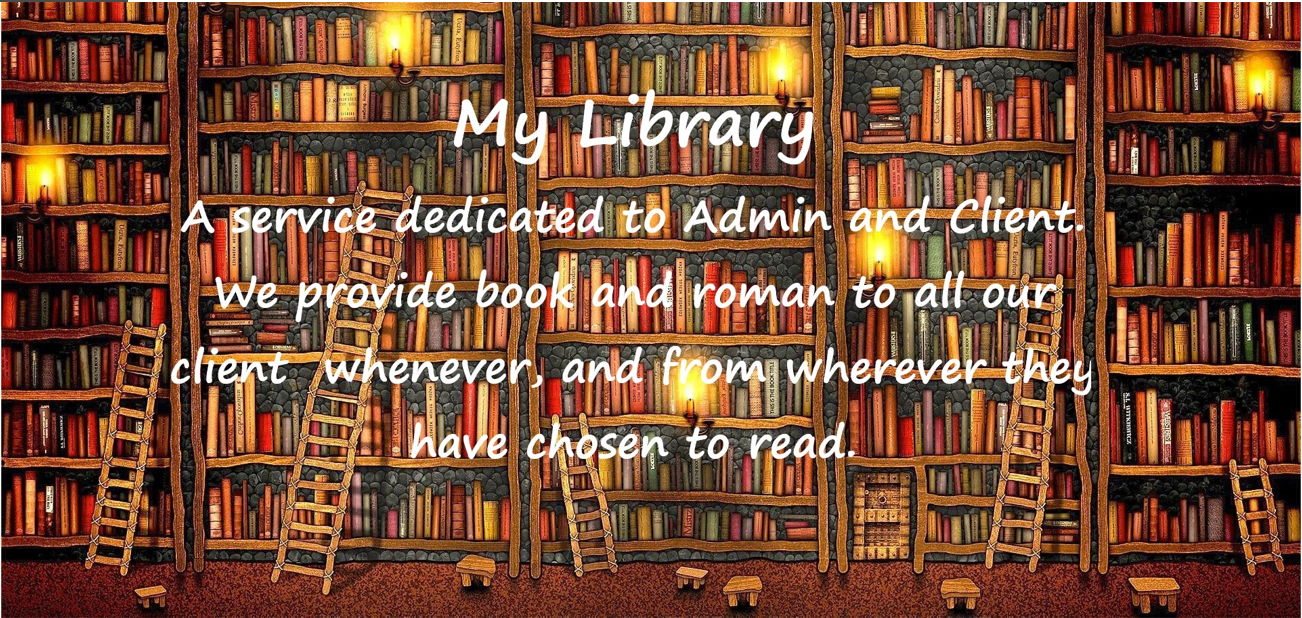 My Library
A service dedicated to Admin and Client.
We provide book and roman to all our
client whenever, and from wherever they
have chosen to read.